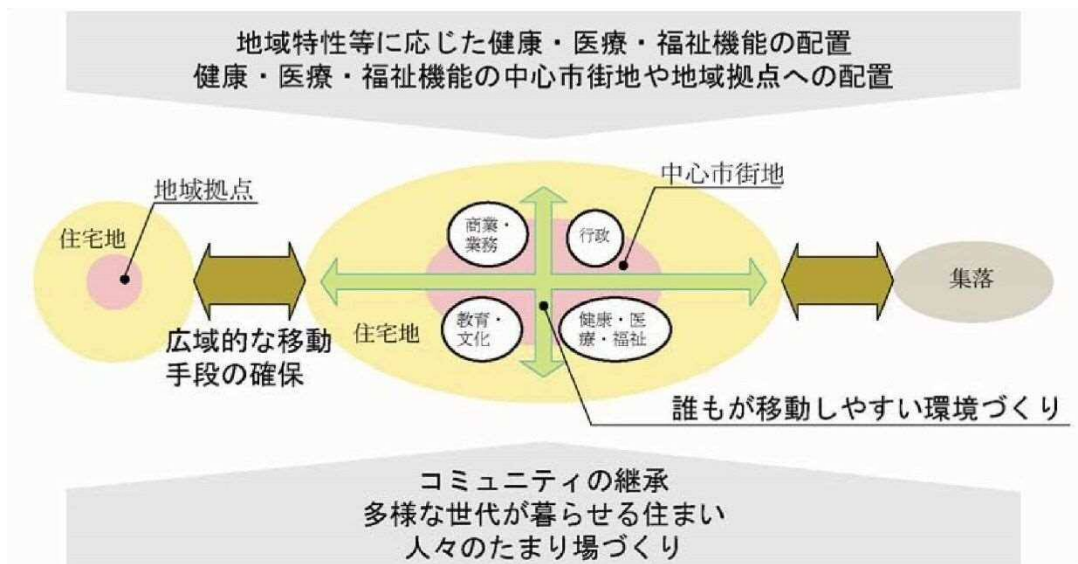 地域特性等に応じた健康・医療・福祉機能の配置
健康・医療・福祉機能の中心市街地や地域拠点への配置
地域拠点
中心市街地
住宅地
商業・
業務
行政
集落
教育・
文化
健康・医
療・福祉
住宅地
広域的な移動
手段の確保
誰もが移動しやすい環境づくり
コミュニティの継承
多様な世代が暮らせる住まい
人々のたまり場づくり